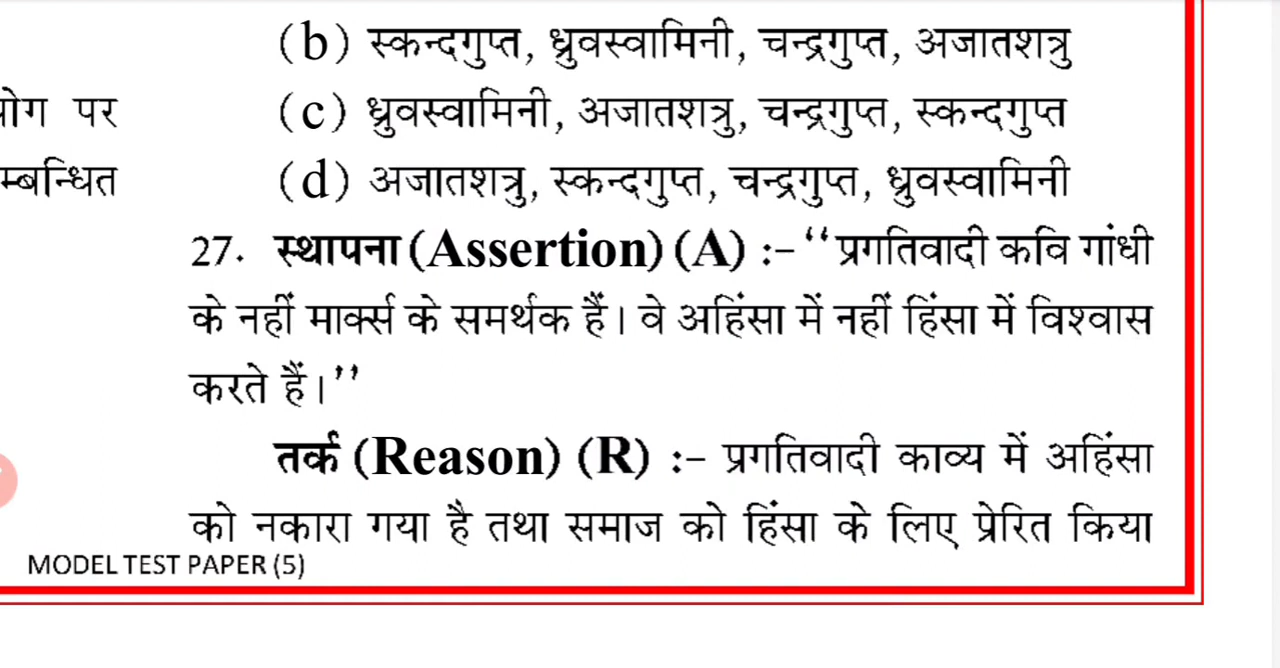 (b) स्कन्दगुप्त, ध्रुवस्वामिनी, चन्द्रगुप्त, अजातशत्रु
(c) ध्रुवस्वामिनी, अजातशत्रु, चन्द्रगुप्त, स्कन्दगुप्त
पर
(d) अजातशत्रु, स्कन्दगुप्त, चन्द्रगुप्त, ध्रुवस्वामिनी
27. स्थापना (Assertion) (A) :– ‘‘प्रगतिवादी कवि गांधी
के नहीं मार्क्स के समर्थक हैं। वे अहिंसा में नहीं हिंसा में विश्वास
करते हैं।’’
तर्क (Reason) (R) :– प्रगतिवादी काव्य में अहिंसा
को नकारा गया है तथा समाज को हिंसा के लिए प्रेरित किया
MODEL TEST PAPER (5)